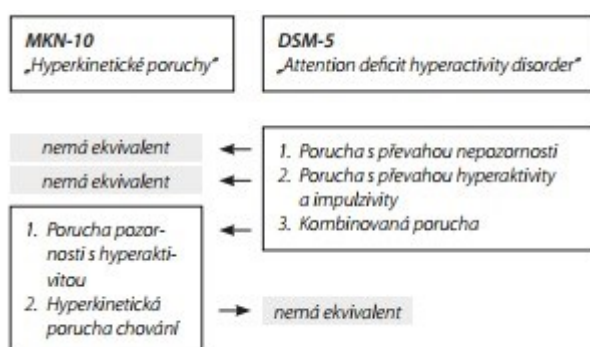 MKN-10
„Hyperkinetické poruchy"
DSM-5
„Attention deficit hyperactivity disorder"
nemá ekvivalent
nemá ekvivalent
1. Porucha s převahou nepozornosti
2. Porucha s převahou hyperaktivity
a impulzivity
3. Kombinovaná porucha
1. Porucha pozor-
nosti s hyperakti-
vitou
2. Hyperkinetická
porucha chování
nemá ekvivalent